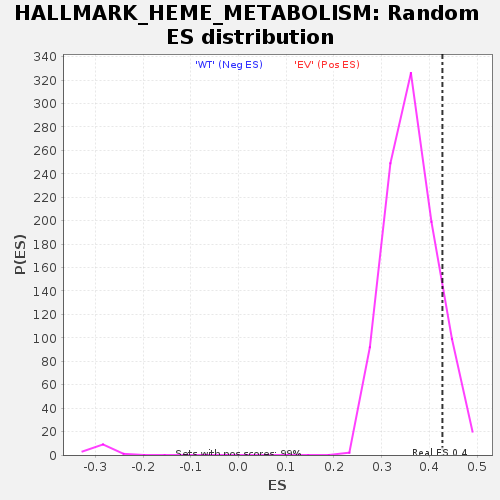 HALLMARK_HEME_METABOLISM: Random
ES distribution
'WT' (Neg ES) 'EV' (Pos ES)
340
320
300
280
260
240
220
200
180
160
140
120
100
80
60
40
20
0
P(ES)
Sets with pos scores: 99%
Real ES 0.4
-0.3 -0.2 -0.1 0.0 0.1 0.2 0.3 0.4 0.5
ES